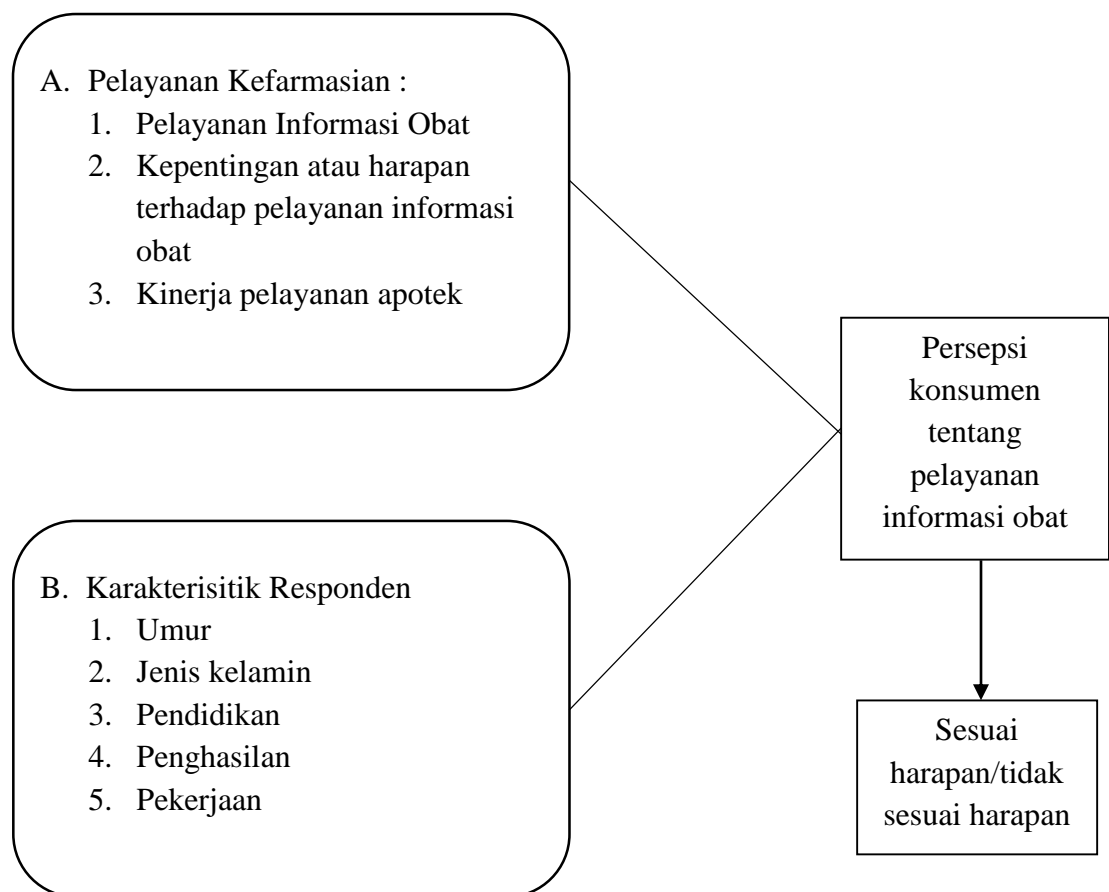 A. Pelayanan Kefarmasian :
1. Pelayanan Informasi Obat
2. Kepentingan atau harapan
terhadap pelayanan informasi
obat
3. Kinerja pelayanan apotek
B. Karakterisitik Responden
1. Umur
2. Jenis kelamin
3. Pendidikan
4. Penghasilan
5. Pekerjaan
Persepsi
konsumen
tentang
pelayanan
informasi obat
Sesuai
harapan/tidak
sesuai harapan